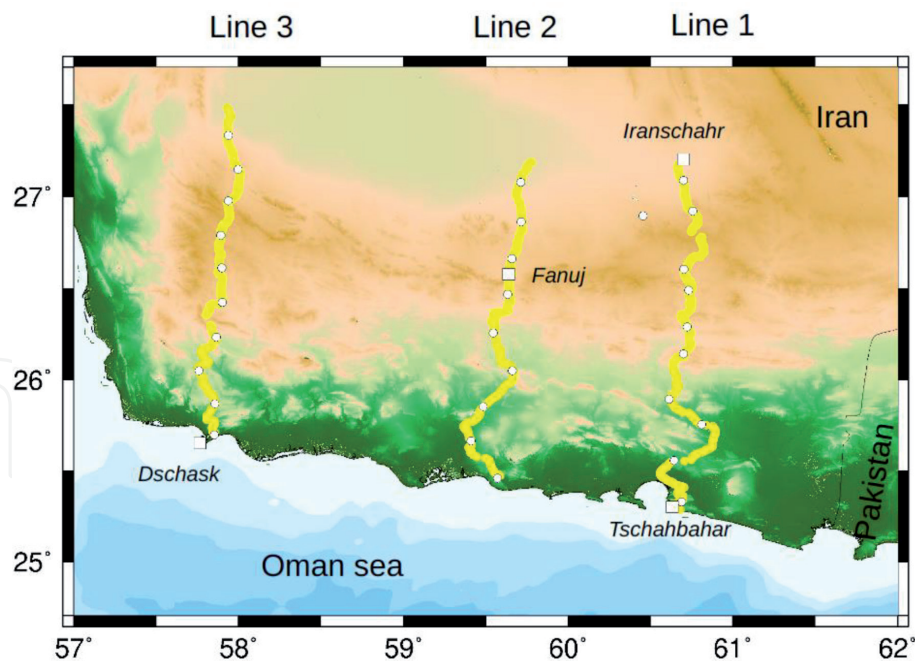 Line 3
Line 2
Line 1
Iran
Iranschahr
27°
Fanuj
26°
Pakistan
Dschask
Tschahbahar
25°
Oman sea
57°
58°
59°
60°
61°
62°